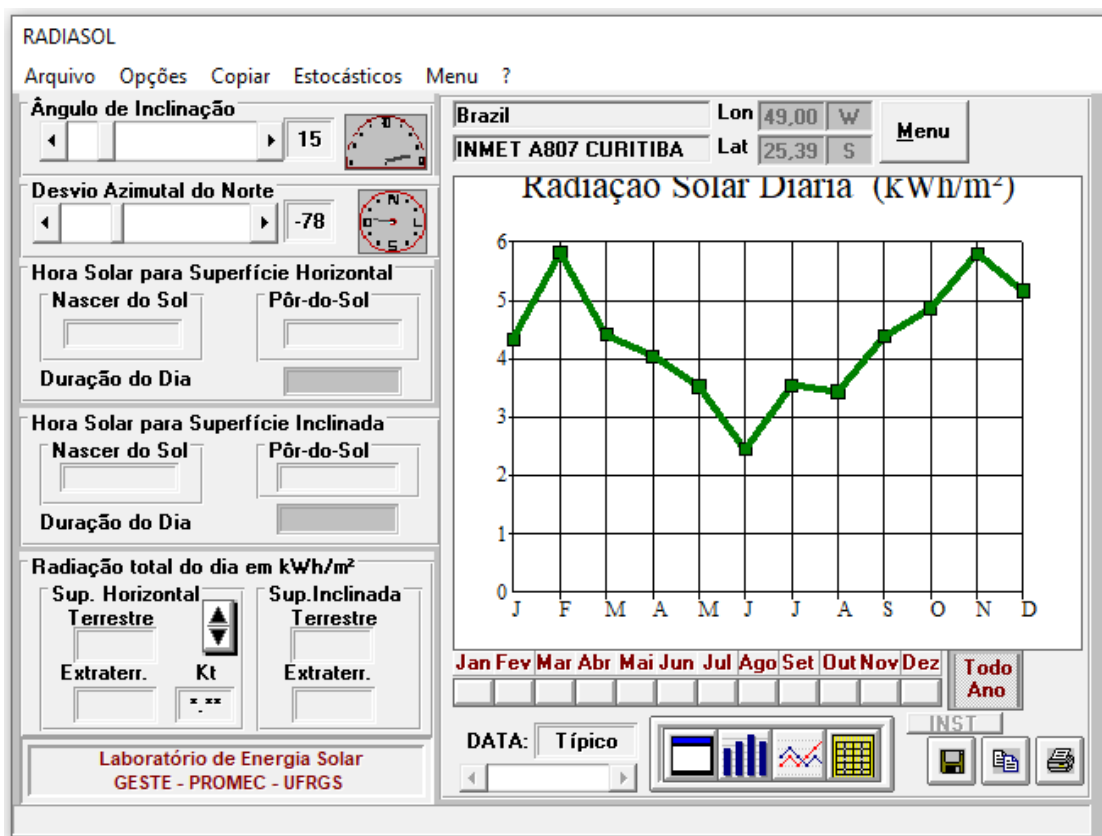 RADIASOL
Arquivo Opções Copiar Estocásticos Menu ?
Ângulo de Inclinação
15
Desvio Azimutal do Norte
-78
N
L
S
Hora Solar para Superfície Horizontal
Nascer do Sol Pôr-do-Sol
Duração do Dia
Hora Solar para Superfície Inclinada
Nascer do Sol Pôr-do-Sol
Duração do Dia
Radiação total do dia em kWh/m²
Sup. Horizontal Sup.Inclinada
Terrestre Terrestre
Extraterr. Kt Extraterr.
*.**
Laboratório de Energia Solar
GESTE - PROMEC - UFRGS
Brazil Lon 49,00 W
INMET A807 CURITIBA Lat 25,39 S
Menu
Radiação Solar Diária (kWh/m²)
6
5
4
3
2
1
0
J F M A M J J A S O N D
Jan Fev Mar Abr Mai Jun Jul Ago Set Out Nov Dez
Todo
Ano
INST
DATA: Típico